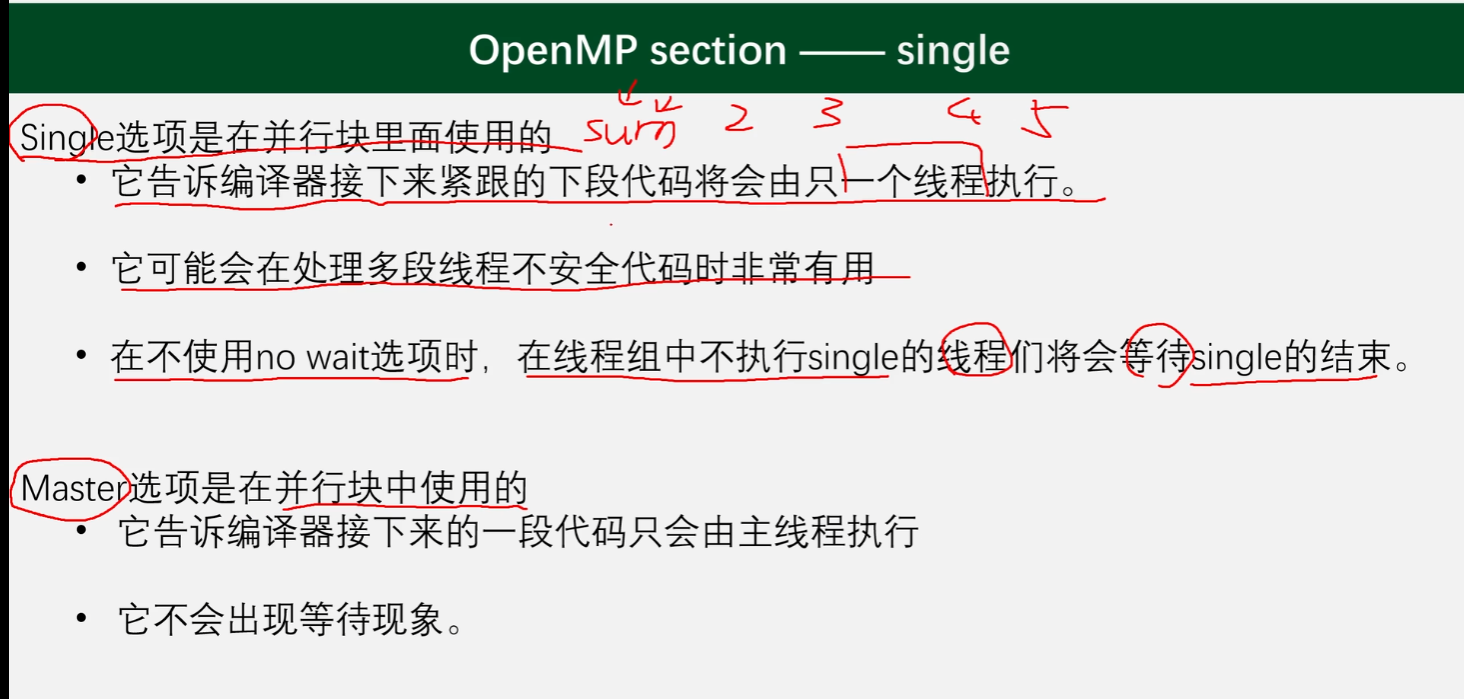 OpenMP section —— single
sum 2 3 4 5
Single选项是在并行块里面使用的
• 它告诉编译器接下来紧跟的下段代码将会由只一个线程执行。
• 它可能会在处理多段线程不安全代码时非常有用
• 在不使用no wait选项时，在线程组中不执行single的线程们将会等待single的结束。
Master选项是在并行块中使用的
• 它告诉编译器接下来的一段代码只会由主线程执行
• 它不会出现等待现象。